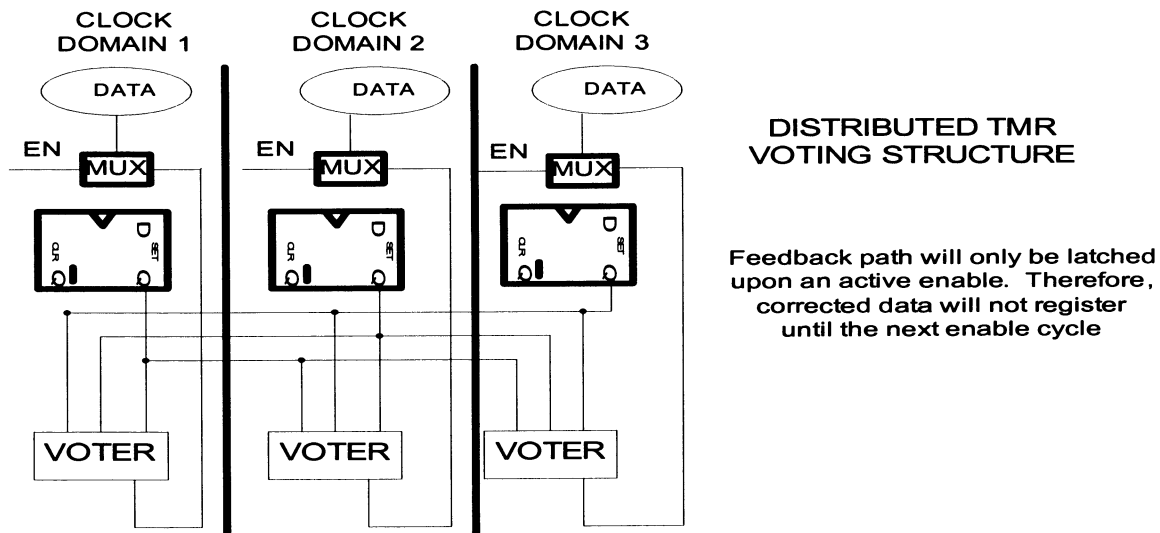 CLOCK
DOMAIN 1
CLOCK
DOMAIN 2
CLOCK
DOMAIN 3
DATA
DATA
DATA
EN
MUX
EN
MUX
EN
MUX
D
SET
CLR
Q
Q
D
SET
CLR
Q
Q
D
SET
CLR
Q
Q
VOTER
VOTER
VOTER
DISTRIBUTED TMR
VOTING STRUCTURE
Feedback path will only be latched
upon an active enable. Therefore,
corrected data will not register
until the next enable cycle